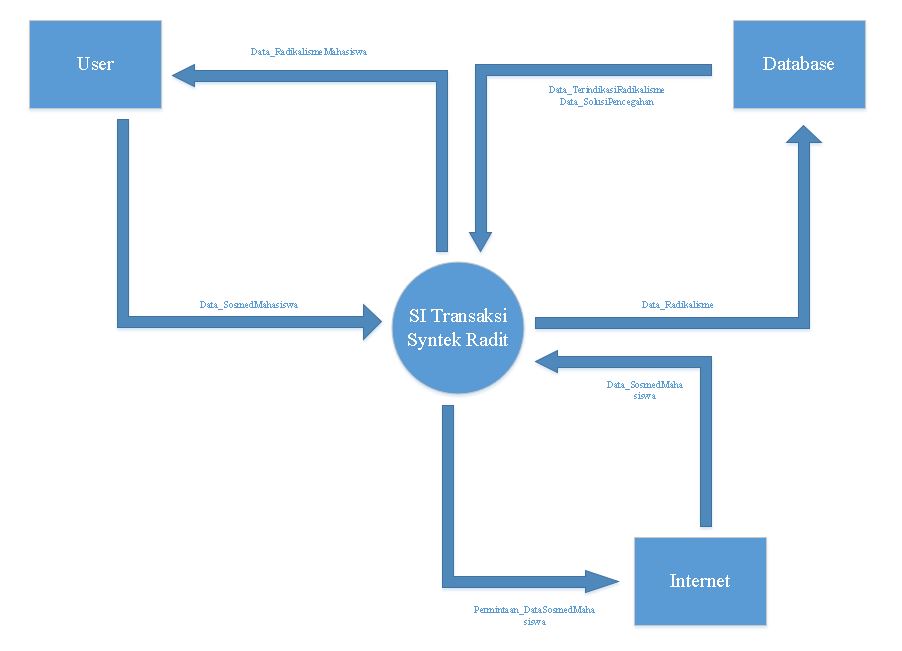 User
Data_RadikalismeMahasiswa
Database
Data_TerindikasiRadikalisme
Data_SolusiPencegahan
Data_SosmedMahasiswa
SI Transaksi
Syntek Radit
Data_Radikalisme
Data_SosmedMaha
siswa
Internet
Permintaan_DataSosmedMaha
siswa